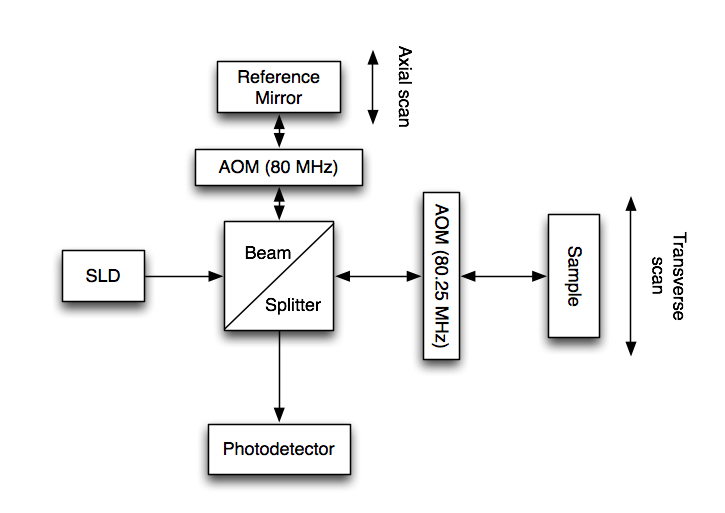 Reference
Mirror
Axial scan
AOM (80 MHz)
Beam
Splitter
SLD
AOM (80.25 MHz)
Sample
Transverse
scan
Photodetector